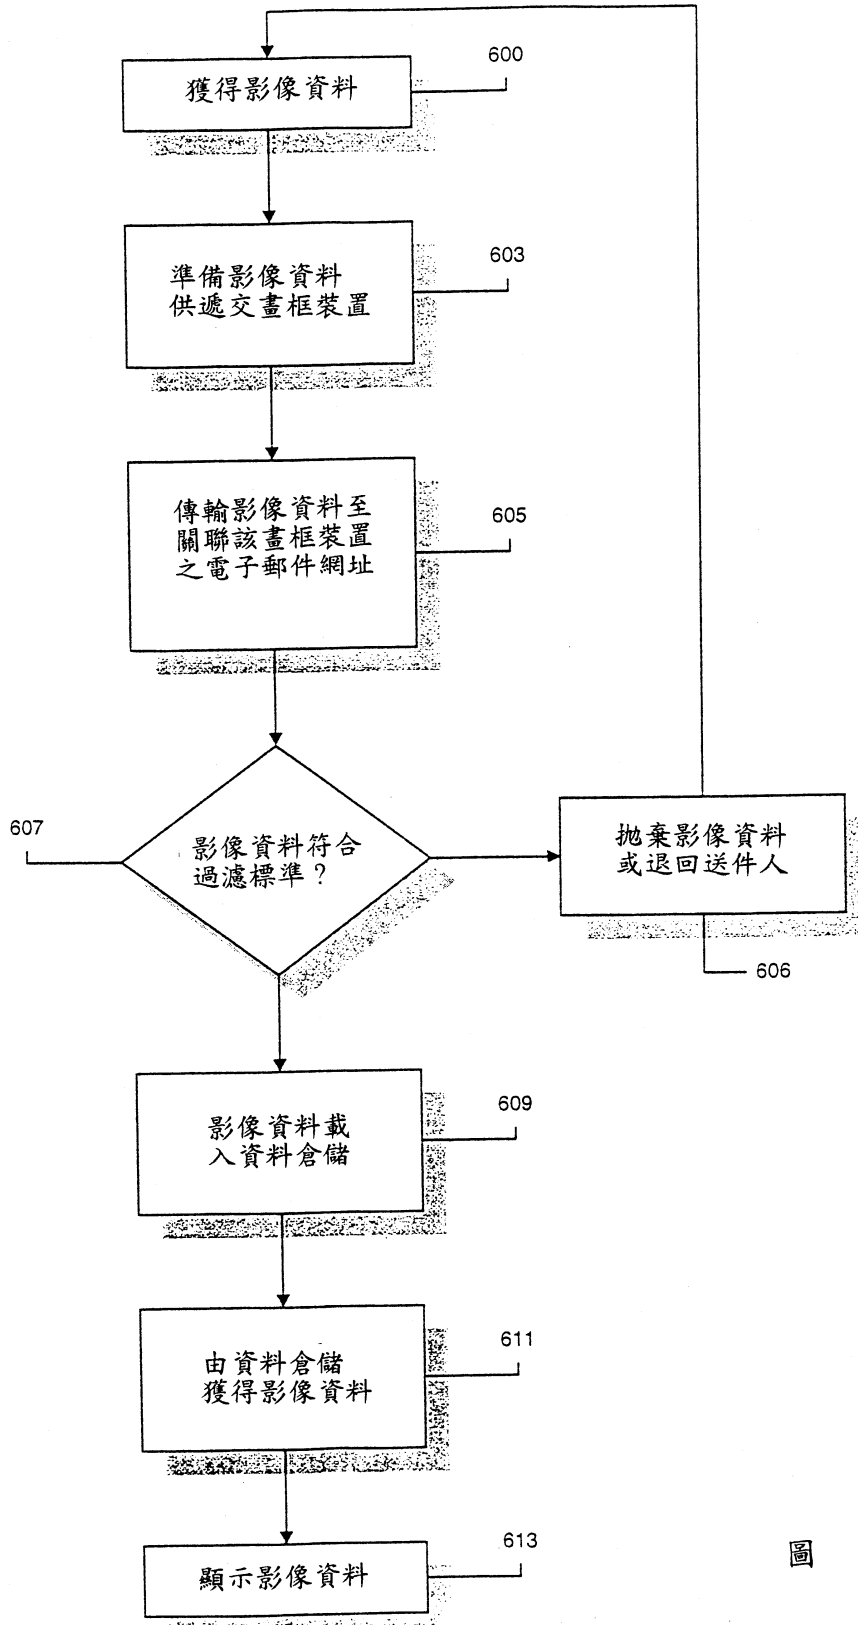 600
獲得影像資料
603
準備影像資料
供遞交畫框裝置
605
傳輸影像資料至
關聯該畫框裝置
之電子郵件網址
607
影像資料符合
過濾標準？
拋棄影像資料
或退回送件人
606
609
影像資料載
入資料倉儲
611
由資料倉儲
獲得影像資料
613
顯示影像資料
圖